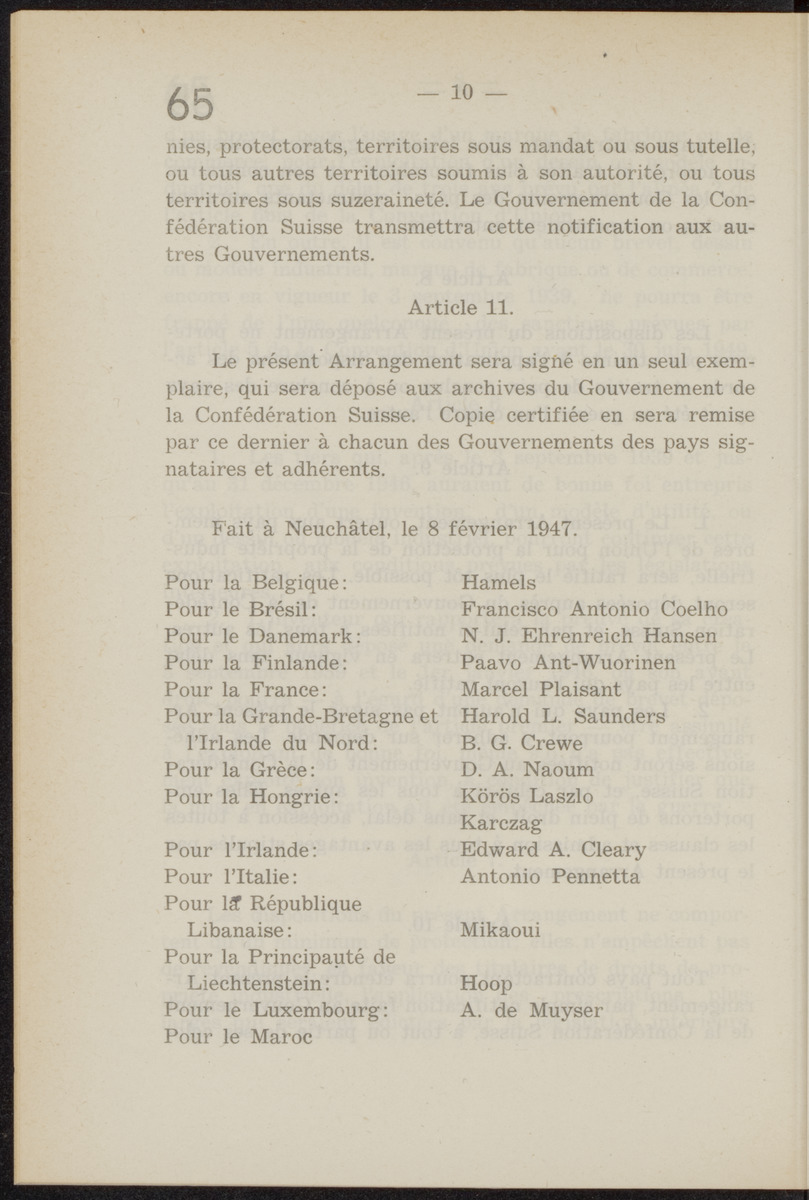 65
— 10 —
nies, protectorats, territoires sous mandat ou sous tutelle,
ou tous autres territoires soumis à son autorité, ou tous
territoires sous suzeraineté. Le Gouvernement de la Con-
fédération Suisse transmettra cette notification aux au-
tres Gouvernements.
Article 11.
Le présent Arrangement sera signé en un seul exem-
plaire, qui sera déposé aux archives du Gouvernement de
la Confédération Suisse. Copie certifiée en sera remise
par ce dernier à chacun des Gouvernements des pays sig-
nataires et adhérents.
Fait à Neuchâtel, le 8 février 1947.
Pour la Belgique: Hamels
Pour le Brésil: Francisco Antonio Coelho
Pour le Danemark: N. J. Ehrenreich Hansen
Pour la Finlande: Paavo Ant-Wuorinen
Pour la France: Marcel Plaisant
Pour la Grande-Bretagne et Harold L. Saunders
l'Irlande du Nord: B. G. Crewe
Pour la Grèce: D. A. Naoum
Pour la Hongrie: Körös Laszlo
Karczag
Pour l'Irlande: Edward A. Cleary
Pour l'Italie: Antonio Pennetta
Pour la République
Libanaise: Mikaoui
Pour la Principauté de
Liechtenstein: Hoop
Pour le Luxembourg: A. de Muyser
Pour le Maroc